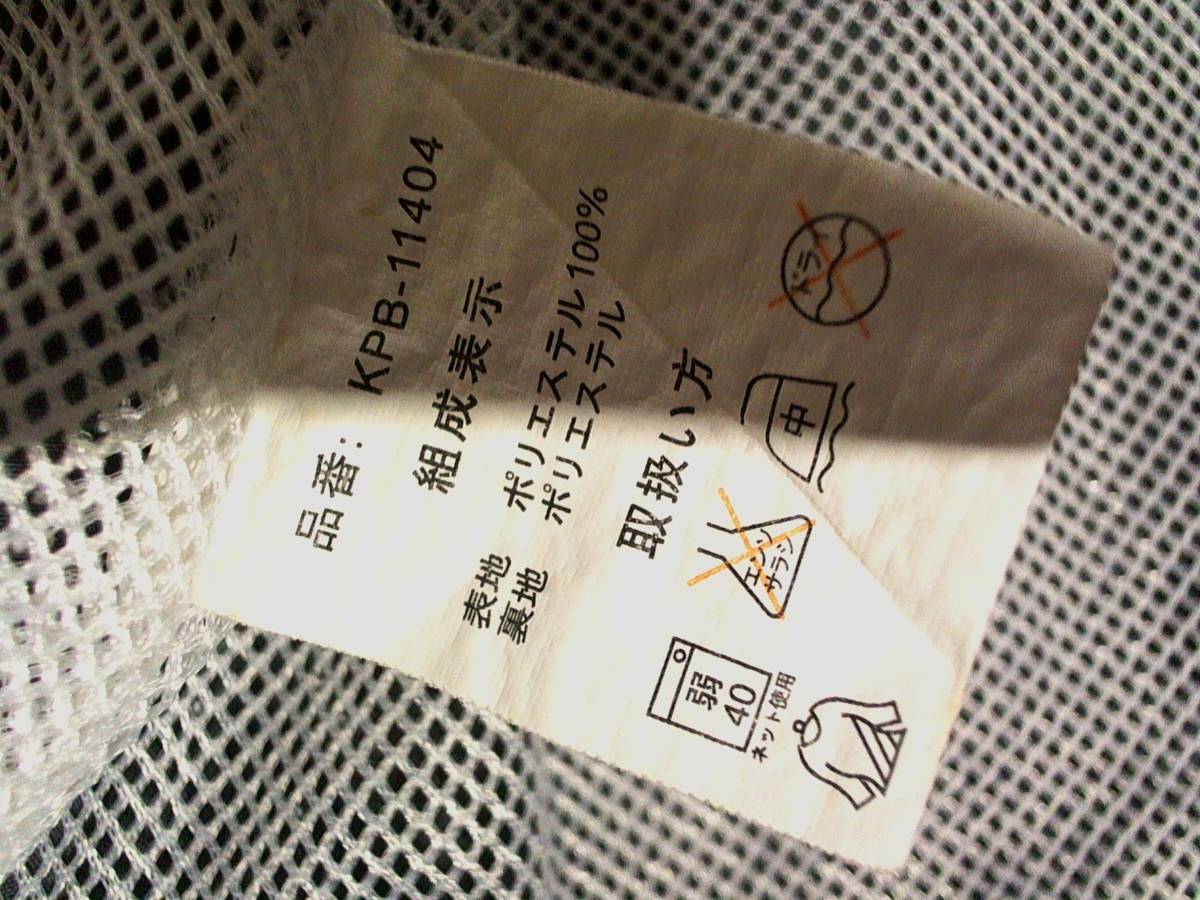 品番: KPB-11404
組成表示
表地 ポリエステル100%
裏地 ポリエステル
取扱い方
弱
40
ネット使用
エンソ
サラシ
中
ドライ